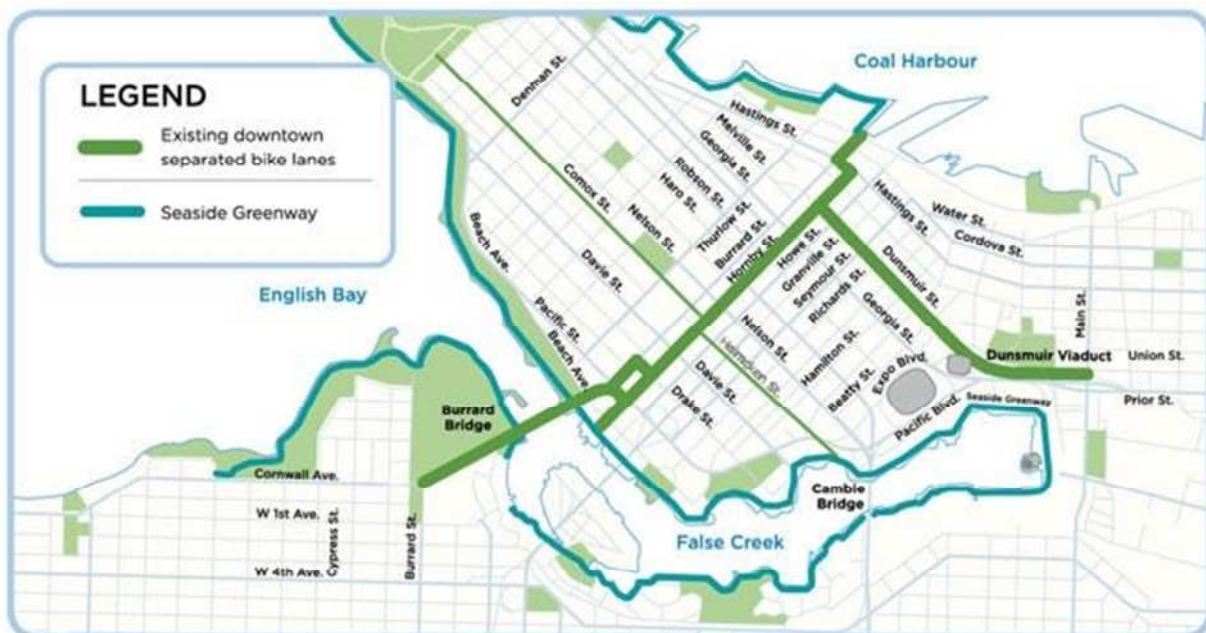 LEGEND
Existing downtown
separated bike lanes
Seaside Greenway
Coal Harbour
English Bay
False Creek
Denman St.
Hastings St.
Melville St.
Georgia St.
Robson St.
Haro St.
Comox St.
Nelson St.
Thurlow St.
Burrard St.
Hornby St.
Howe St.
Granville St.
Seymour St.
Richards St.
Hastings St.
Water St.
Cordova St.
Dunsmuir St.
Georgia St.
Main St.
Beach Ave.
Davie St.
Pacific St.
Beach Ave.
Nelson St.
Helmcken St.
Hamilton St.
Beatty St.
Expo Blvd.
Dunsmuir Viaduct
Union St.
Prior St.
Davie St.
Drake St.
Pacific Blvd.
Seaside Greenway
Burrard
Bridge
Cambie
Bridge
Cornwall Ave.
W 1st Ave.
Cypress St.
Burrard St.
W 4th Ave.